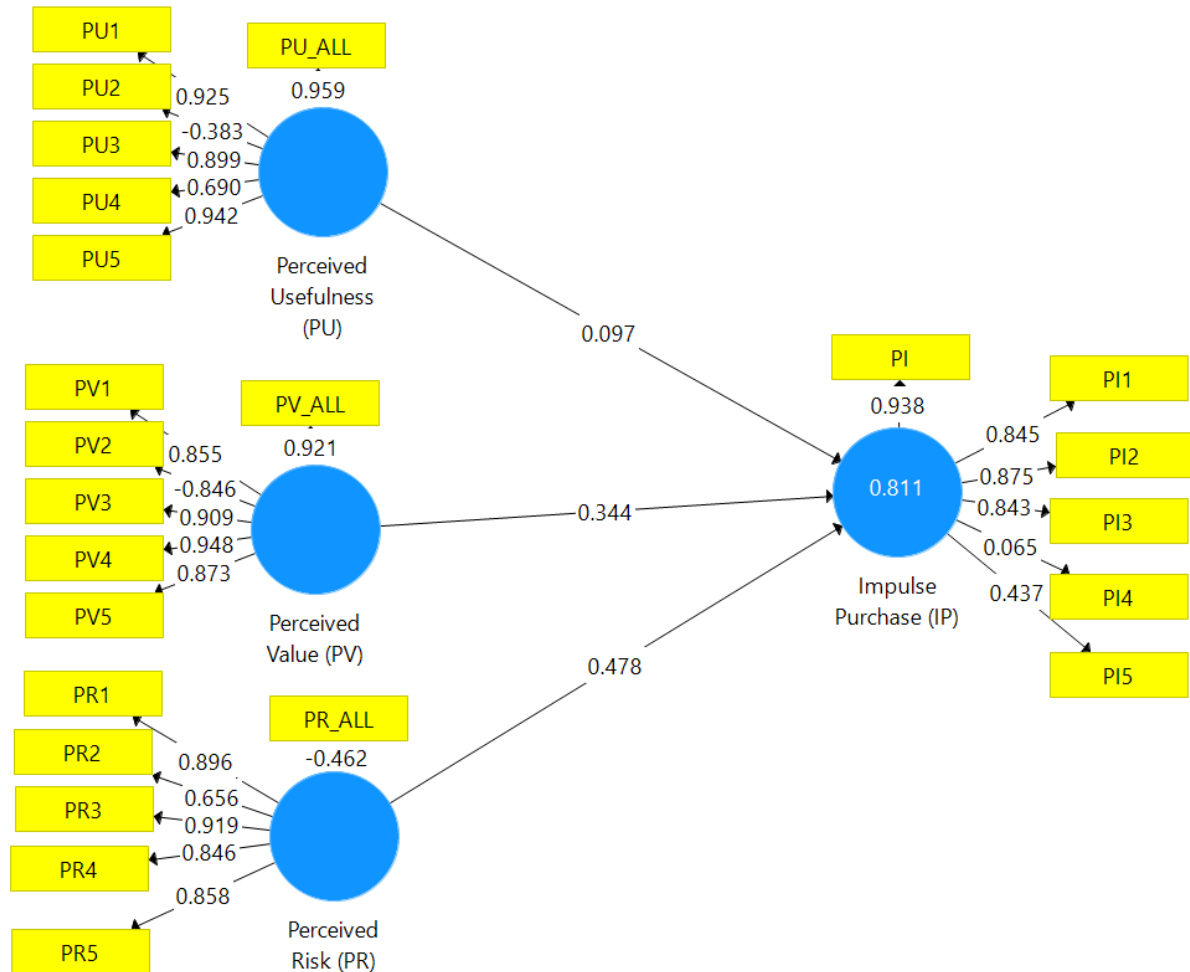 PU1
PU2
PU3
PU4
PU5
PU_ALL
0.959
0.925
-0.383
0.899
0.690
0.942
Perceived
Usefulness
(PU)
0.097
PV1
PV2
PV3
PV4
PV5
PV_ALL
0.921
0.855
-0.846
0.909
0.948
0.873
Perceived
Value (PV)
0.344
PR1
PR2
PR3
PR4
PR5
PR_ALL
-0.462
0.896
0.656
0.919
0.846
0.858
Perceived
Risk (PR)
0.478
PI
0.938
0.811
Impulse
Purchase (IP)
0.845
0.875
0.843
0.065
0.437
PI1
PI2
PI3
PI4
PI5